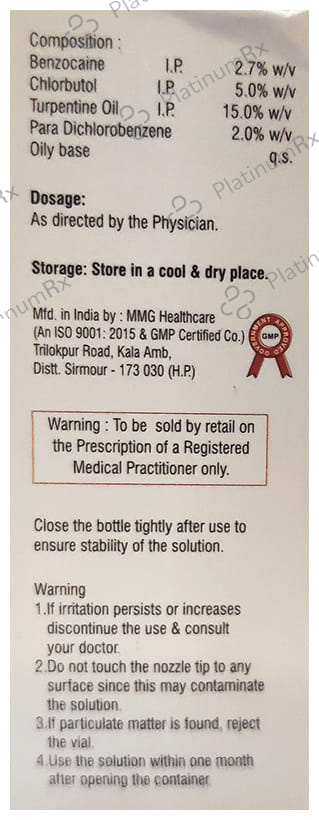 Composition :
Benzocaine I.P. 2.7% w/v
Chlorbutol I.P. 5.0% w/v
Turpentine Oil I.P. 15.0% w/v
Para Dichlorobenzene 2.0% w/v
Oily base q.s.
Dosage:
As directed by the Physician.
Storage: Store in a cool & dry place.
Mfd. in India by : MMG Healthcare
(An ISO 9001: 2015 & GMP Certified Co.)
Trilokpur Road, Kala Amb,
Distt. Sirmour - 173 030 (H.P.)
GOVERNMENT APPROVED
GMP
Warning : To be sold by retail on
the Prescription of a Registered
Medical Practitioner only.
Close the bottle tightly after use to
ensure stability of the solution.
Warning
1.If irritation persists or increases
discontinue the use & consult
your doctor.
2.Do not touch the nozzle tip to any
surface since this may contaminate
the solution.
3.If particulate matter is found, reject
the vial.
4.Use the solution within one month
after opening the container
PlatinumRx
PlatinumRx
PlatinumRx